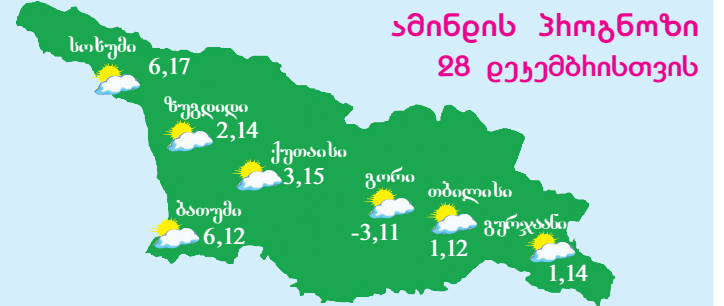 ამინდის პროგნოზი
28 დეკემბრისთვის
სოხუმი
6,17
ზუგდიდი
2,14
ქუთაისი
3,15
გორი
-3,11
თბილისი
1,12
ბათუმი
6,12
გურჯაანი
1,14